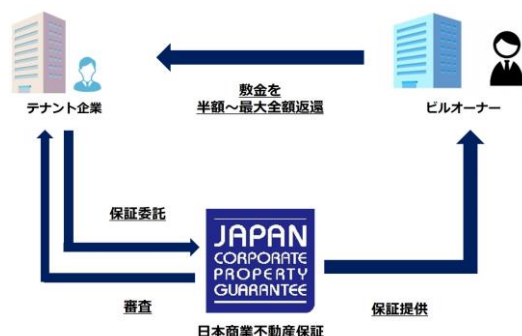 敷金を
半額～最大全額返還
テナント企業
ビルオーナー
保証委託
JAPAN
CORPORATE
PROPERTY
GUARANTEE
審査
保証提供
日本商業不動産保証